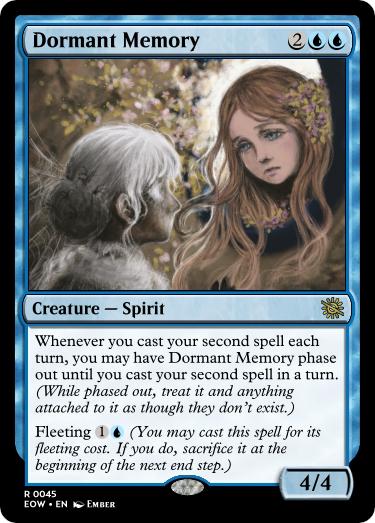 Dormant Memory 2
Creature — Spirit
Whenever you cast your second spell each
turn, you may have Dormant Memory phase
out until you cast your second spell in a turn.
(While phased out, treat it and anything
attached to it as though they don't exist.)
Fleeting 1 (You may cast this spell for its
fleeting cost. If you do, sacrifice it at the
beginning of the next end step.)
4/4
R 0045
EOW • EN Ember